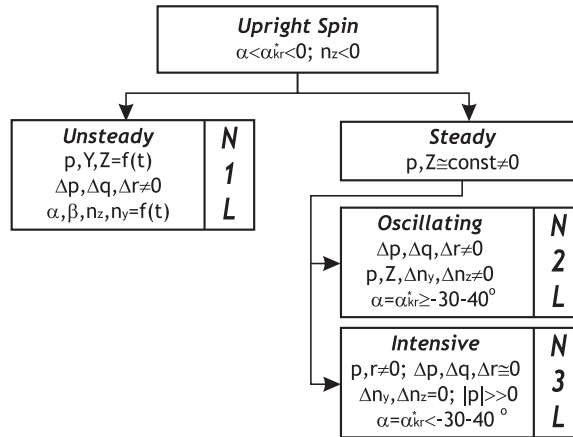 Upright Spin
α<α*kr<0; nz<0
Unsteady
p,Y,Z=f(t)
Δp,Δq,Δr≠0
α,β,nz,ny=f(t)
N
1
L
Steady
p,Z≅const≠0
Oscillating
Δp,Δq,Δr≠0
p,Z,Δny,Δnz≠0
α=α*kr≥-30-40°
N
2
L
Intensive
p,r≠0; Δp,Δq,Δr≅0
Δny,Δnz=0; |p|>>0
α=α*kr<-30-40 °
N
3
L